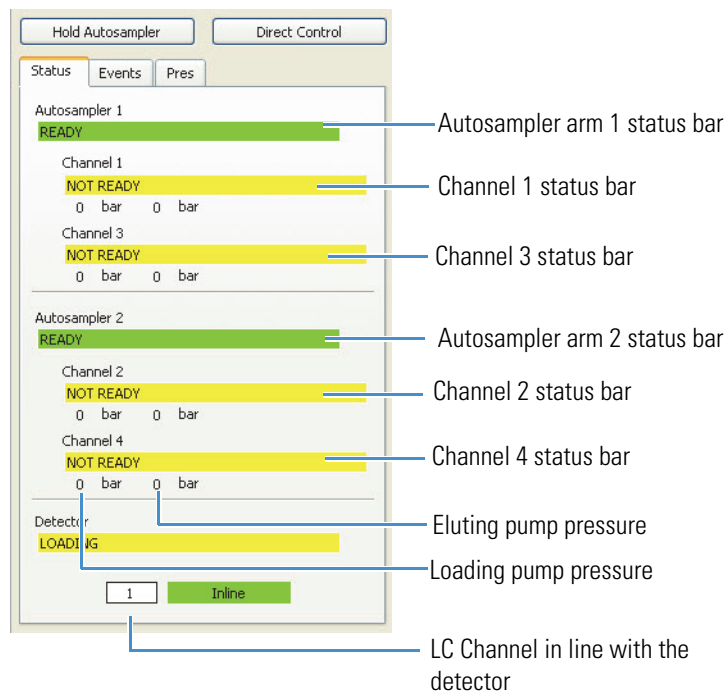 Hold Autosampler Direct Control
Status Events Pres
Autosampler 1
READY
Autosampler arm 1 status bar
Channel 1
NOT READY
Channel 1 status bar
0 bar 0 bar
Channel 3
NOT READY
Channel 3 status bar
0 bar 0 bar
Autosampler 2
READY
Autosampler arm 2 status bar
Channel 2
NOT READY
Channel 2 status bar
0 bar 0 bar
Channel 4
NOT READY
Channel 4 status bar
0 bar 0 bar
Eluting pump pressure
Detector
LOADING
Loading pump pressure
1 Inline
LC Channel in line with the
detector